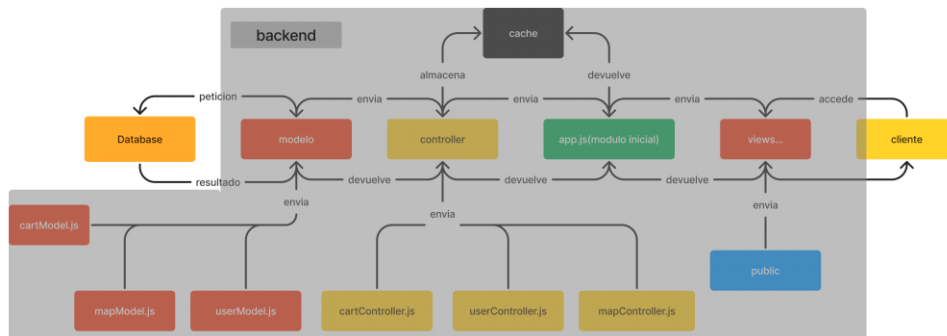 backend
cache
almacena
devuelve
peticion
envia
envia
envia
accede
Database
modelo
controller
app.js(modulo inicial)
views...
cliente
resultado
devuelve
devuelve
devuelve
envia
envia
envia
cartModel.js
public
mapModel.js
userModel.js
cartController.js
userController.js
mapController.js